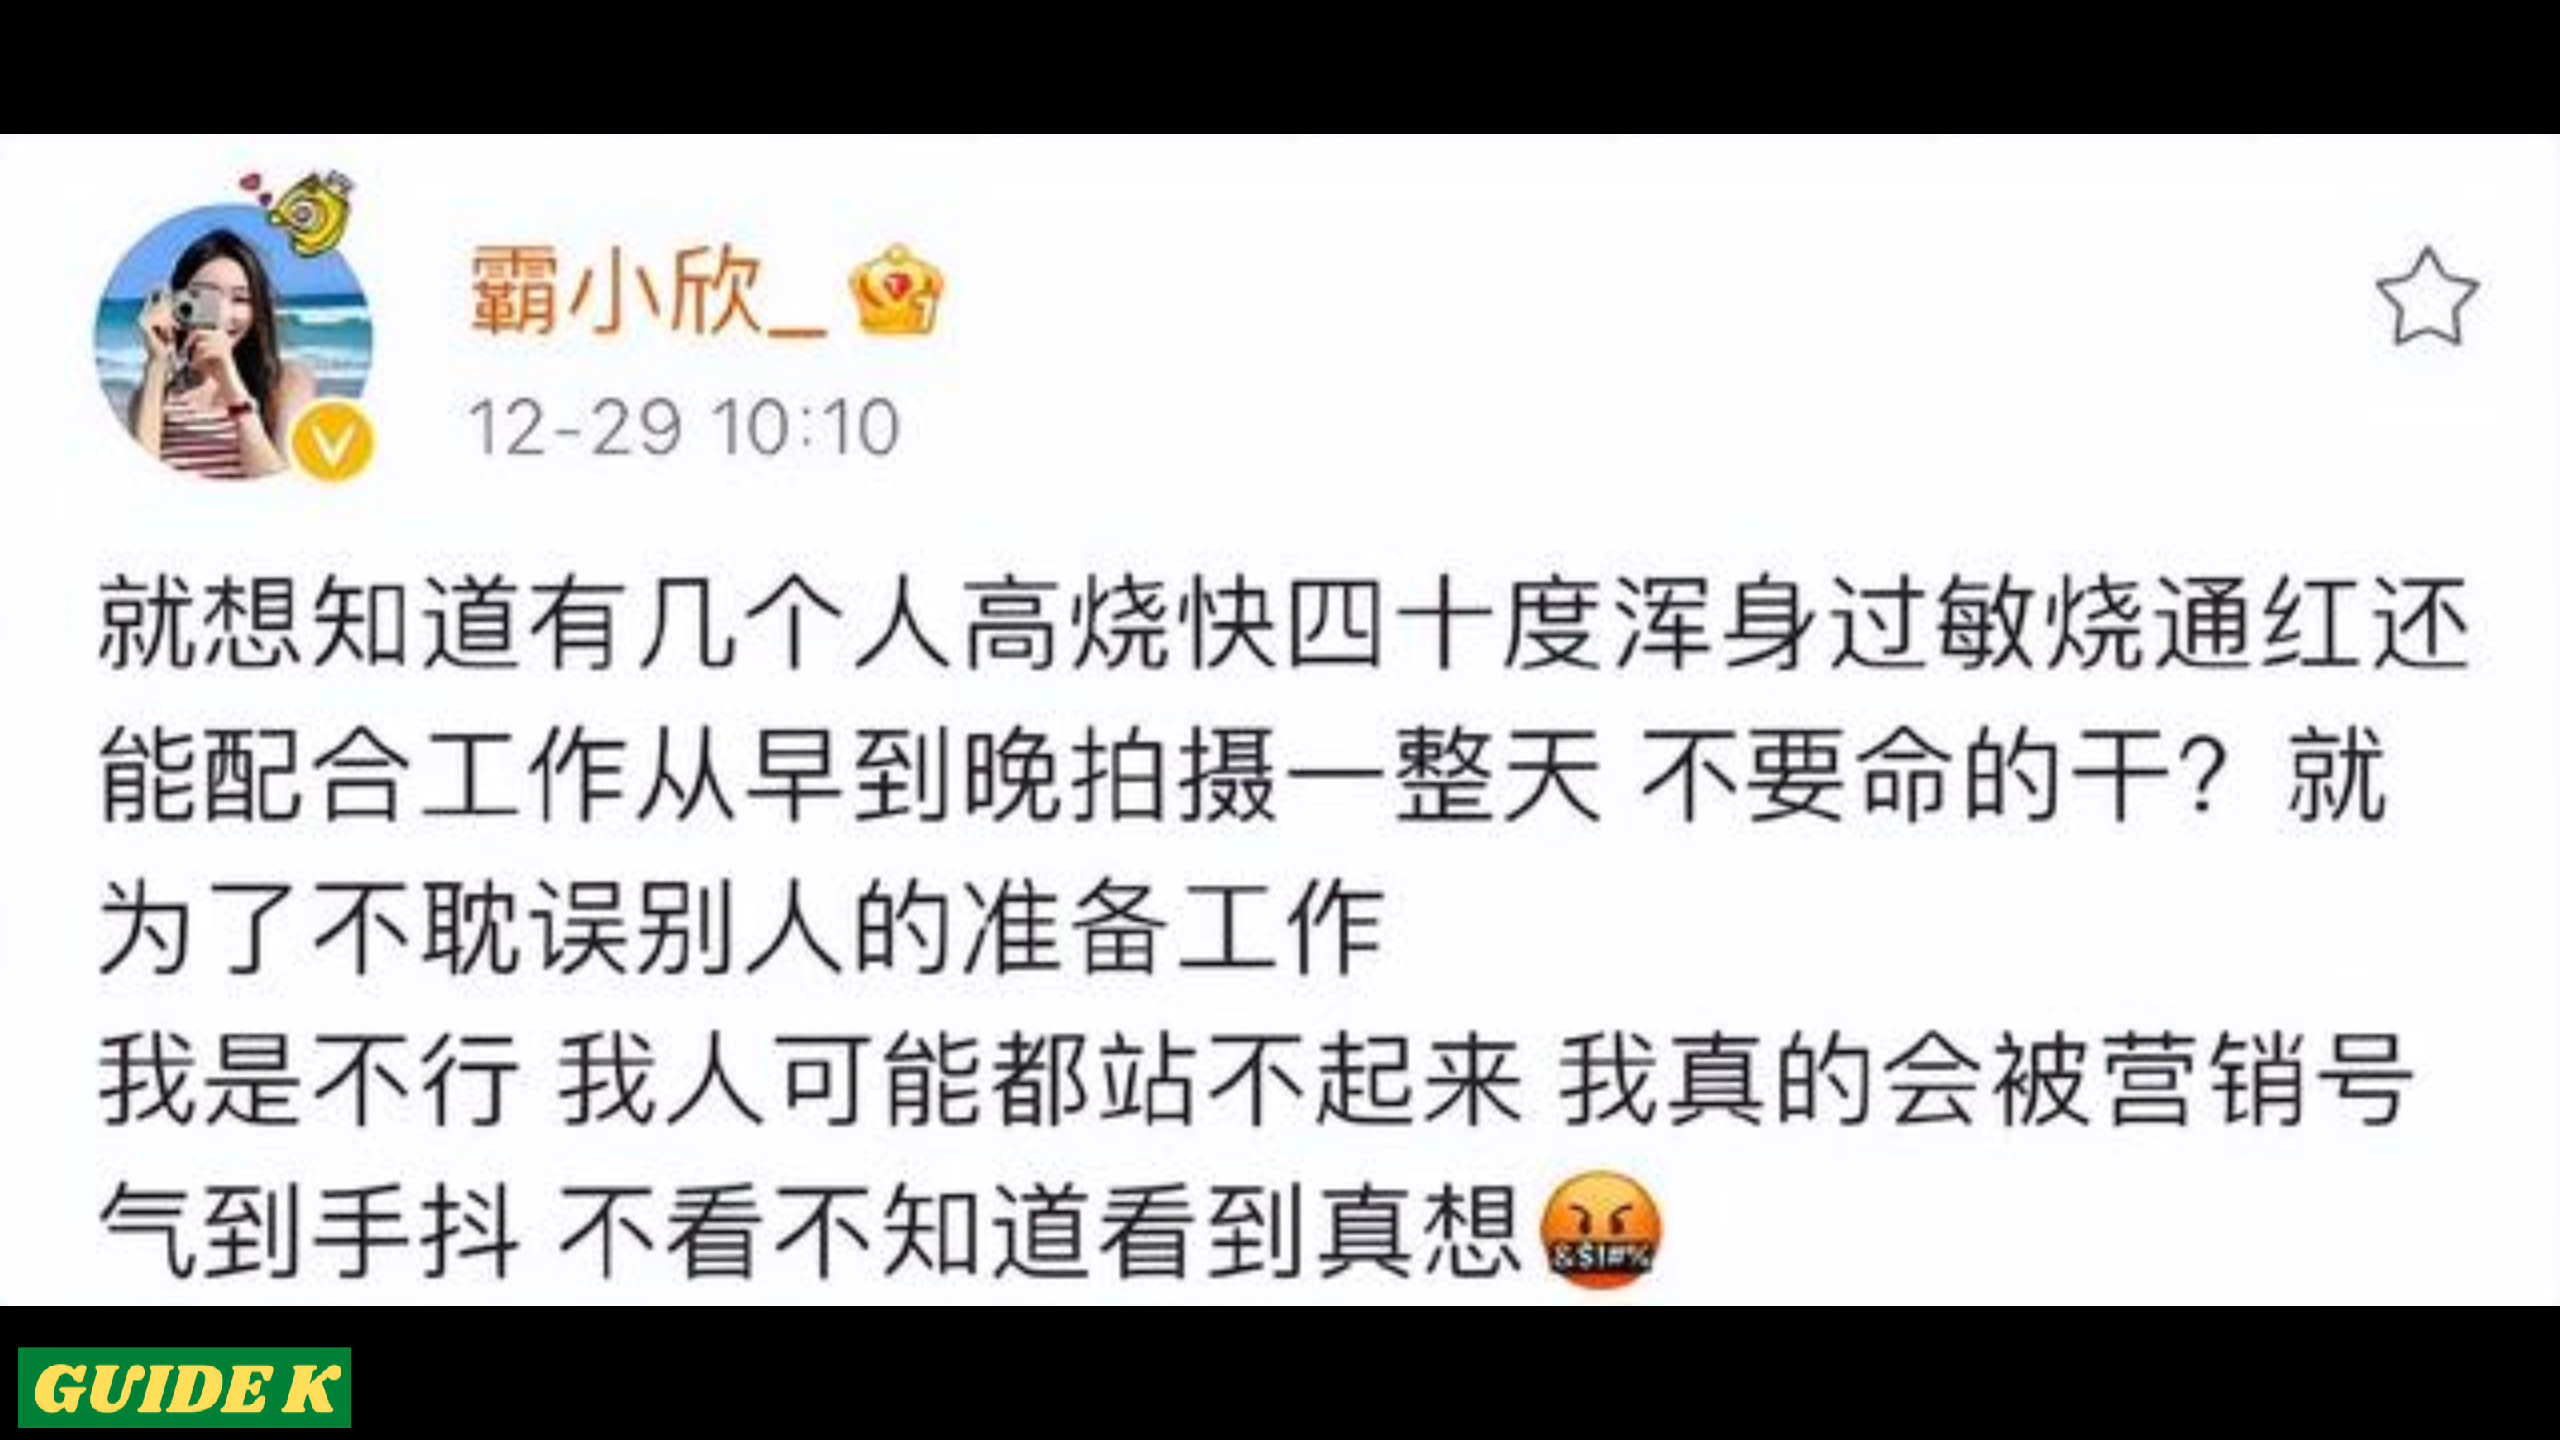 霸小欣_
12-29 10:10
就想知道有几个人高烧快四十度浑身过敏烧通红还
能配合工作从早到晚拍摄一整天 不要命的干？就
为了不耽误别人的准备工作
我是不行 我人可能都站不起来 我真的会被营销号
气到手抖 不看不知道看到真想
&$!#%
GUIDE K